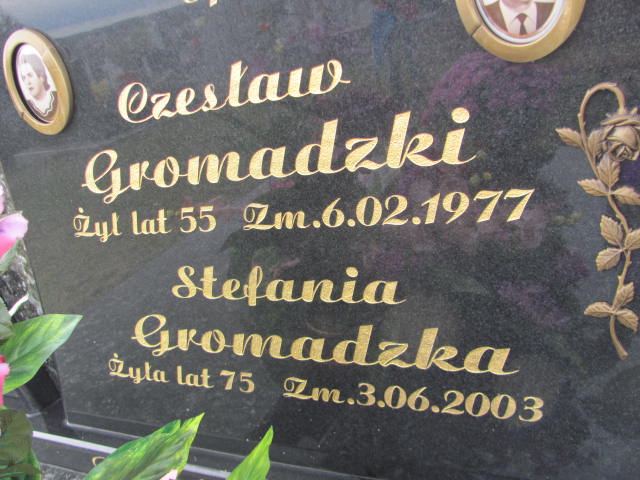 Czesław
Gromadzki
Żył lat 55 Zm.6.02.1977
Stefania
Gromadzka
Żyła lat 75 Zm.3.06.2003